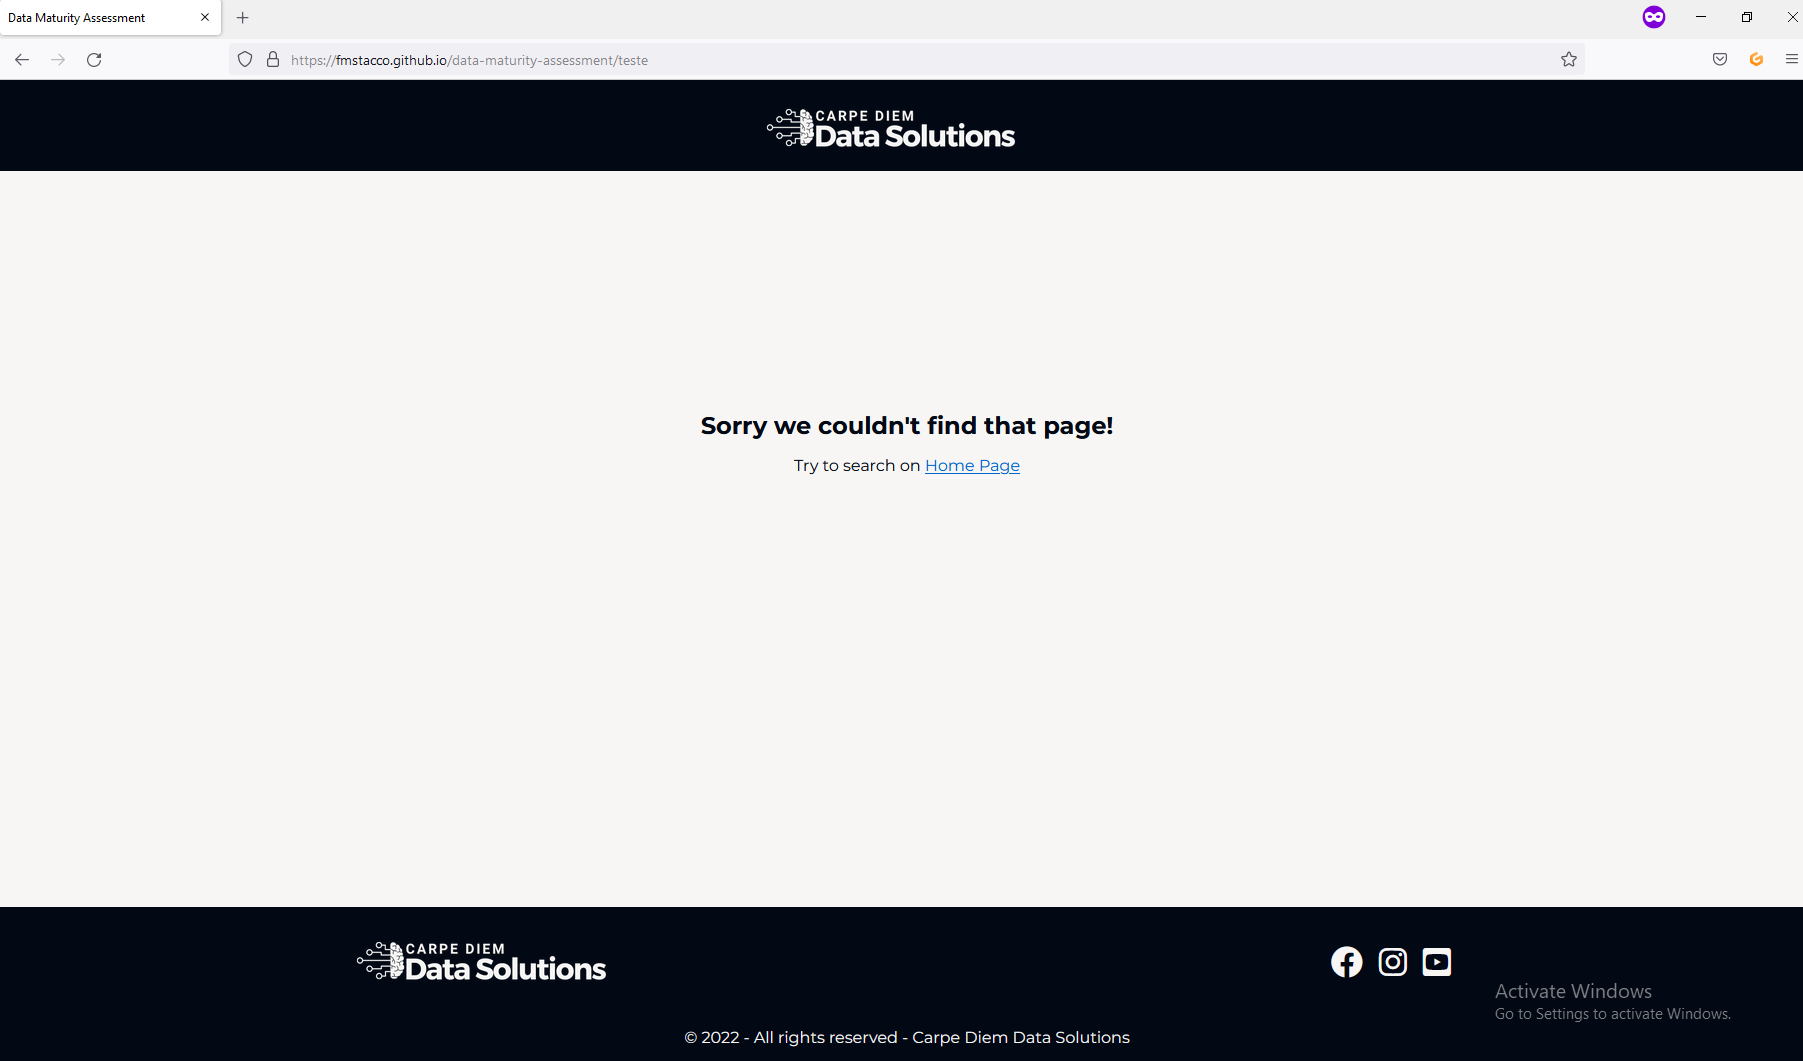 Data Maturity Assessment
https://fmstacco.github.io/data-maturity-assessment/teste
CARPE DIEM
Data Solutions
Sorry we couldn't find that page!
Try to search on Home Page
CARPE DIEM
Data Solutions
Activate Windows
Go to Settings to activate Windows.
© 2022 - All rights reserved - Carpe Diem Data Solutions